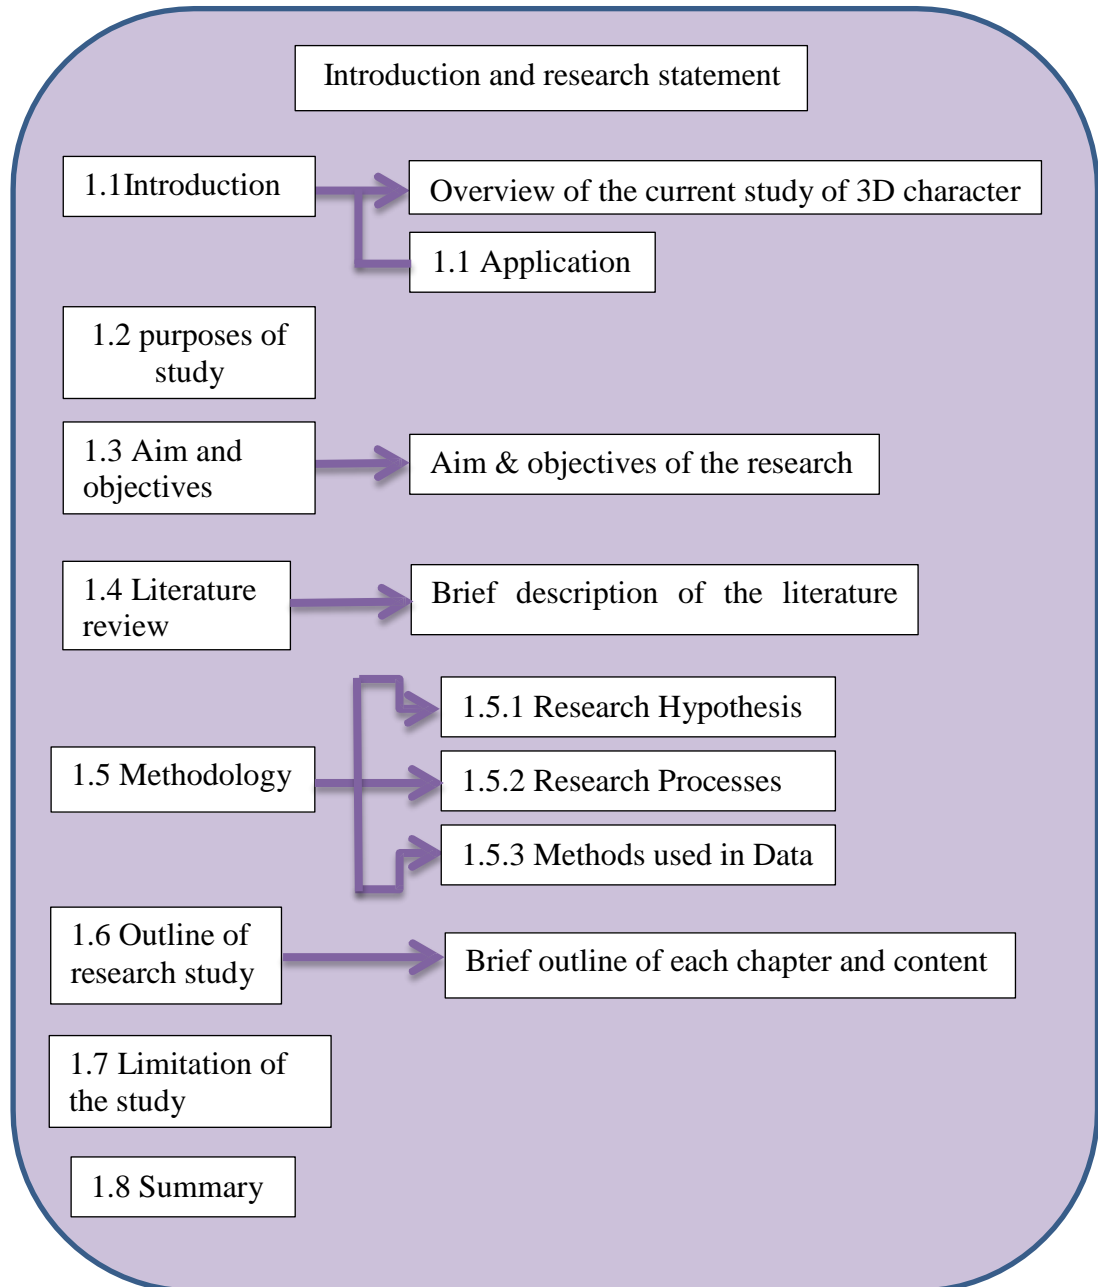 Introduction and research statement
1.1Introduction
Overview of the current study of 3D character
1.1 Application
1.2 purposes of
study
1.3 Aim and
objectives
Aim & objectives of the research
1.4 Literature
review
Brief description of the literature
1.5 Methodology
1.5.1 Research Hypothesis
1.5.2 Research Processes
1.5.3 Methods used in Data
1.6 Outline of
research study
Brief outline of each chapter and content
1.7 Limitation of
the study
1.8 Summary